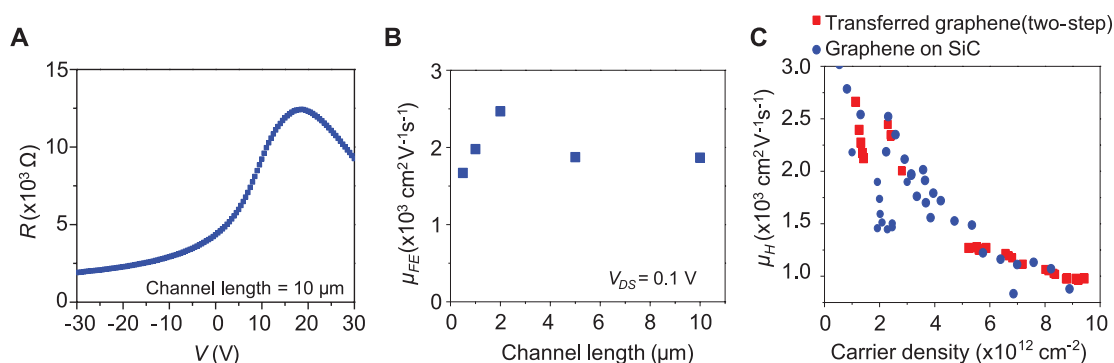 A
R (x10³ Ω)
15
10
5
0
Channel length = 10 μm
-30 -20 -10 0 10 20 30
V (V)
B
μFE (x10³ cm² V⁻¹s⁻¹)
4
3
2
1
0
VDS = 0.1 V
0 2 4 6 8 10
Channel length (μm)
C
Transferred graphene(two-step)
Graphene on SiC
μH (x10³ cm² V⁻¹s⁻¹)
3.0
2.5
2.0
1.5
1.0
0 2 4 6 8 10
Carrier density (x10¹² cm⁻²)